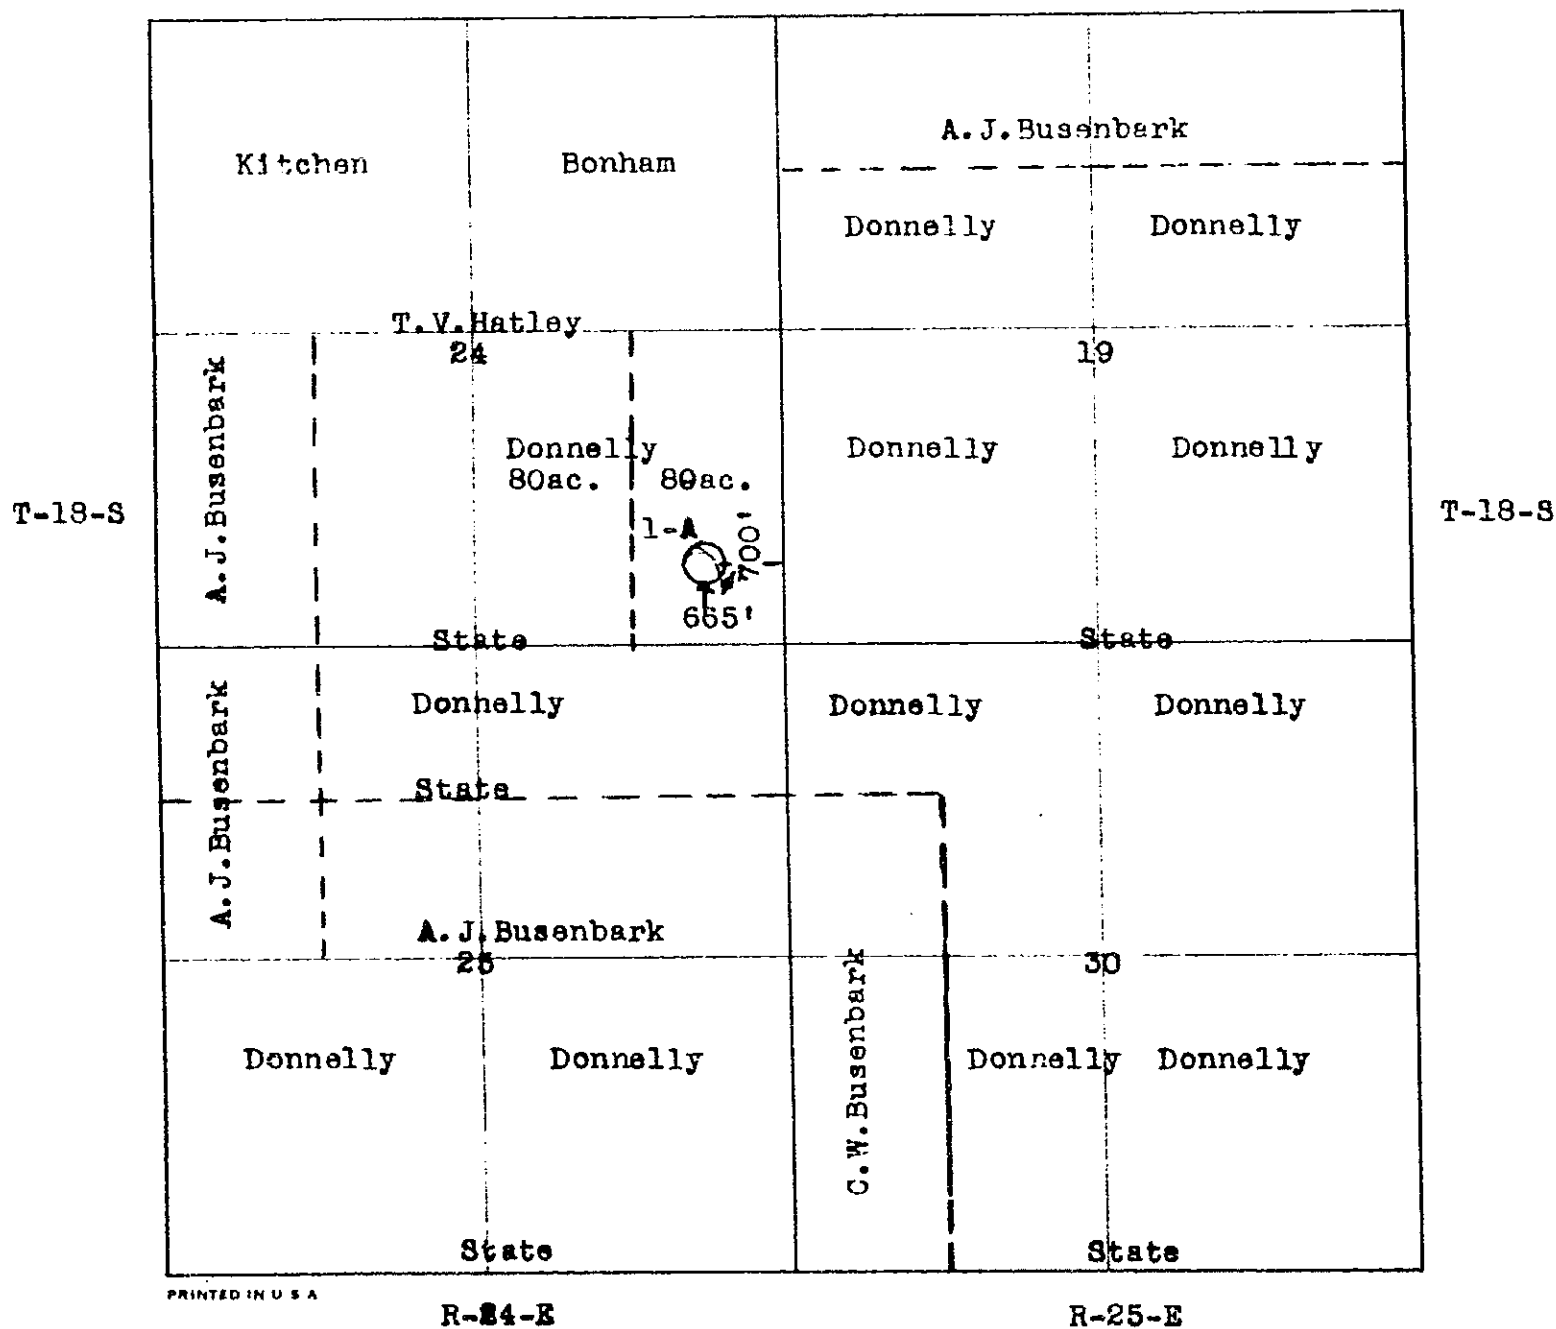 A.J.Busenbark
Kitchen
Bonham
Donnelly
Donnelly
T.V.Hatley
24
19
A.J.Busenbark
Donnelly
80ac.
80ac.
Donnelly
Donnelly
T-18-S
T-18-S
1-A
700'
665'
State
State
A.J.Busenbark
Donnelly
Donnelly
Donnelly
State
A.J.Busenbark
25
30
C.W.Busenbark
Donnelly
Donnelly
Donnelly
Donnelly
State
State
PRINTED IN U S A
R-24-E
R-25-E